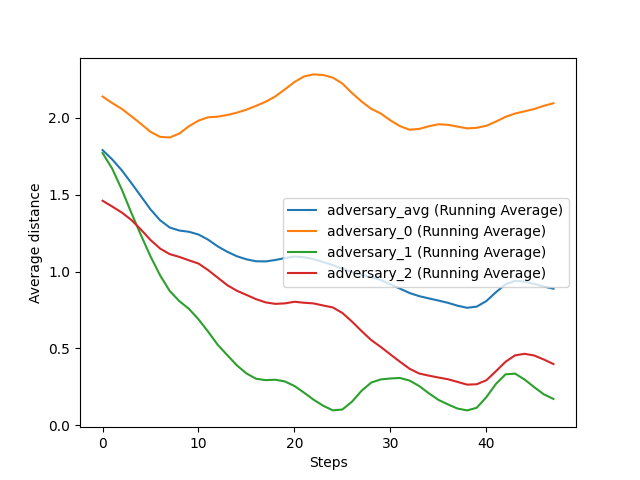 2.0
1.5
1.0
0.5
0.0
Average distance
adversary_avg (Running Average)
adversary_0 (Running Average)
adversary_1 (Running Average)
adversary_2 (Running Average)
0 10 20 30 40
Steps